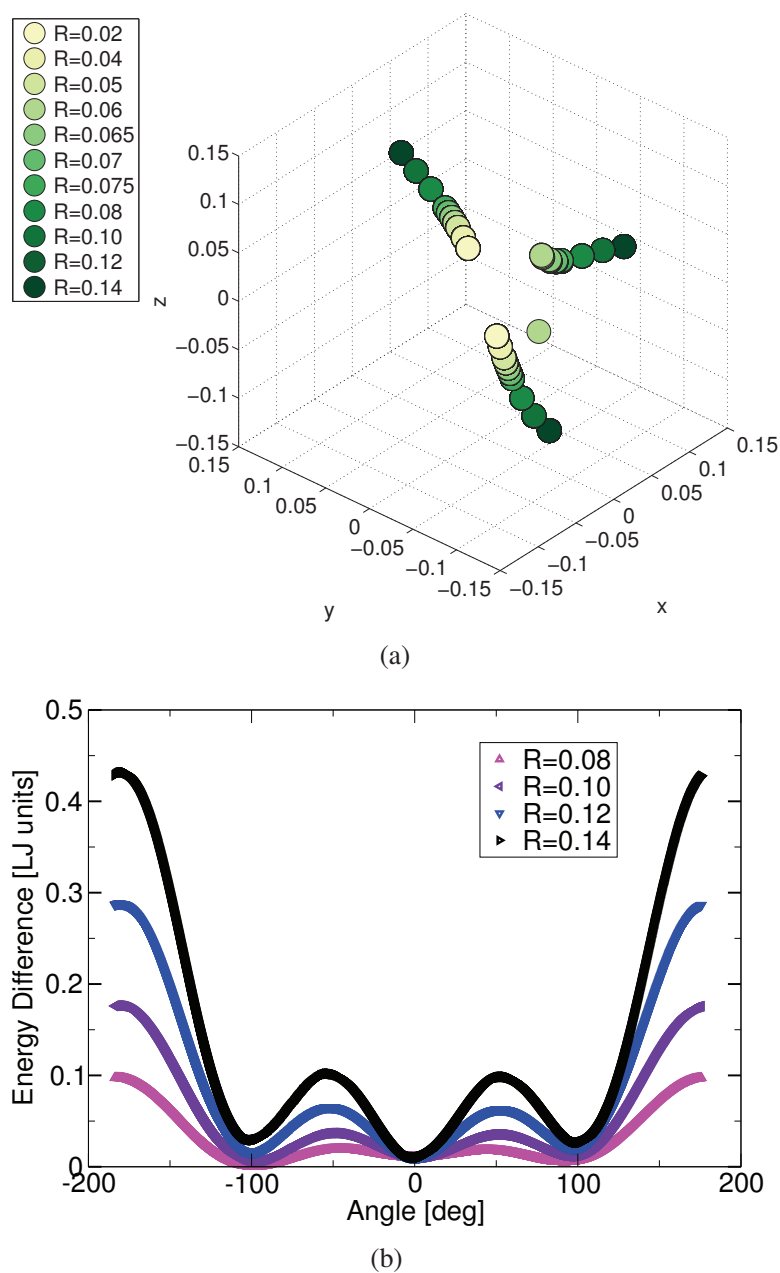 R=0.02
R=0.04
R=0.05
R=0.06
R=0.065
R=0.07
R=0.075
R=0.08
R=0.10
R=0.12
R=0.14
0.15
0.1
0.05
0
−0.05
−0.1
−0.15
z
0.15
0.1
0.05
0
−0.05
−0.1
−0.15
y
−0.15
−0.1
−0.05
0
0.05
0.1
0.15
x
(a)
0.5
0.4
0.3
0.2
0.1
0
Energy Difference [LJ units]
R=0.08
R=0.10
R=0.12
R=0.14
-200 -100 0 100 200
Angle [deg]
(b)